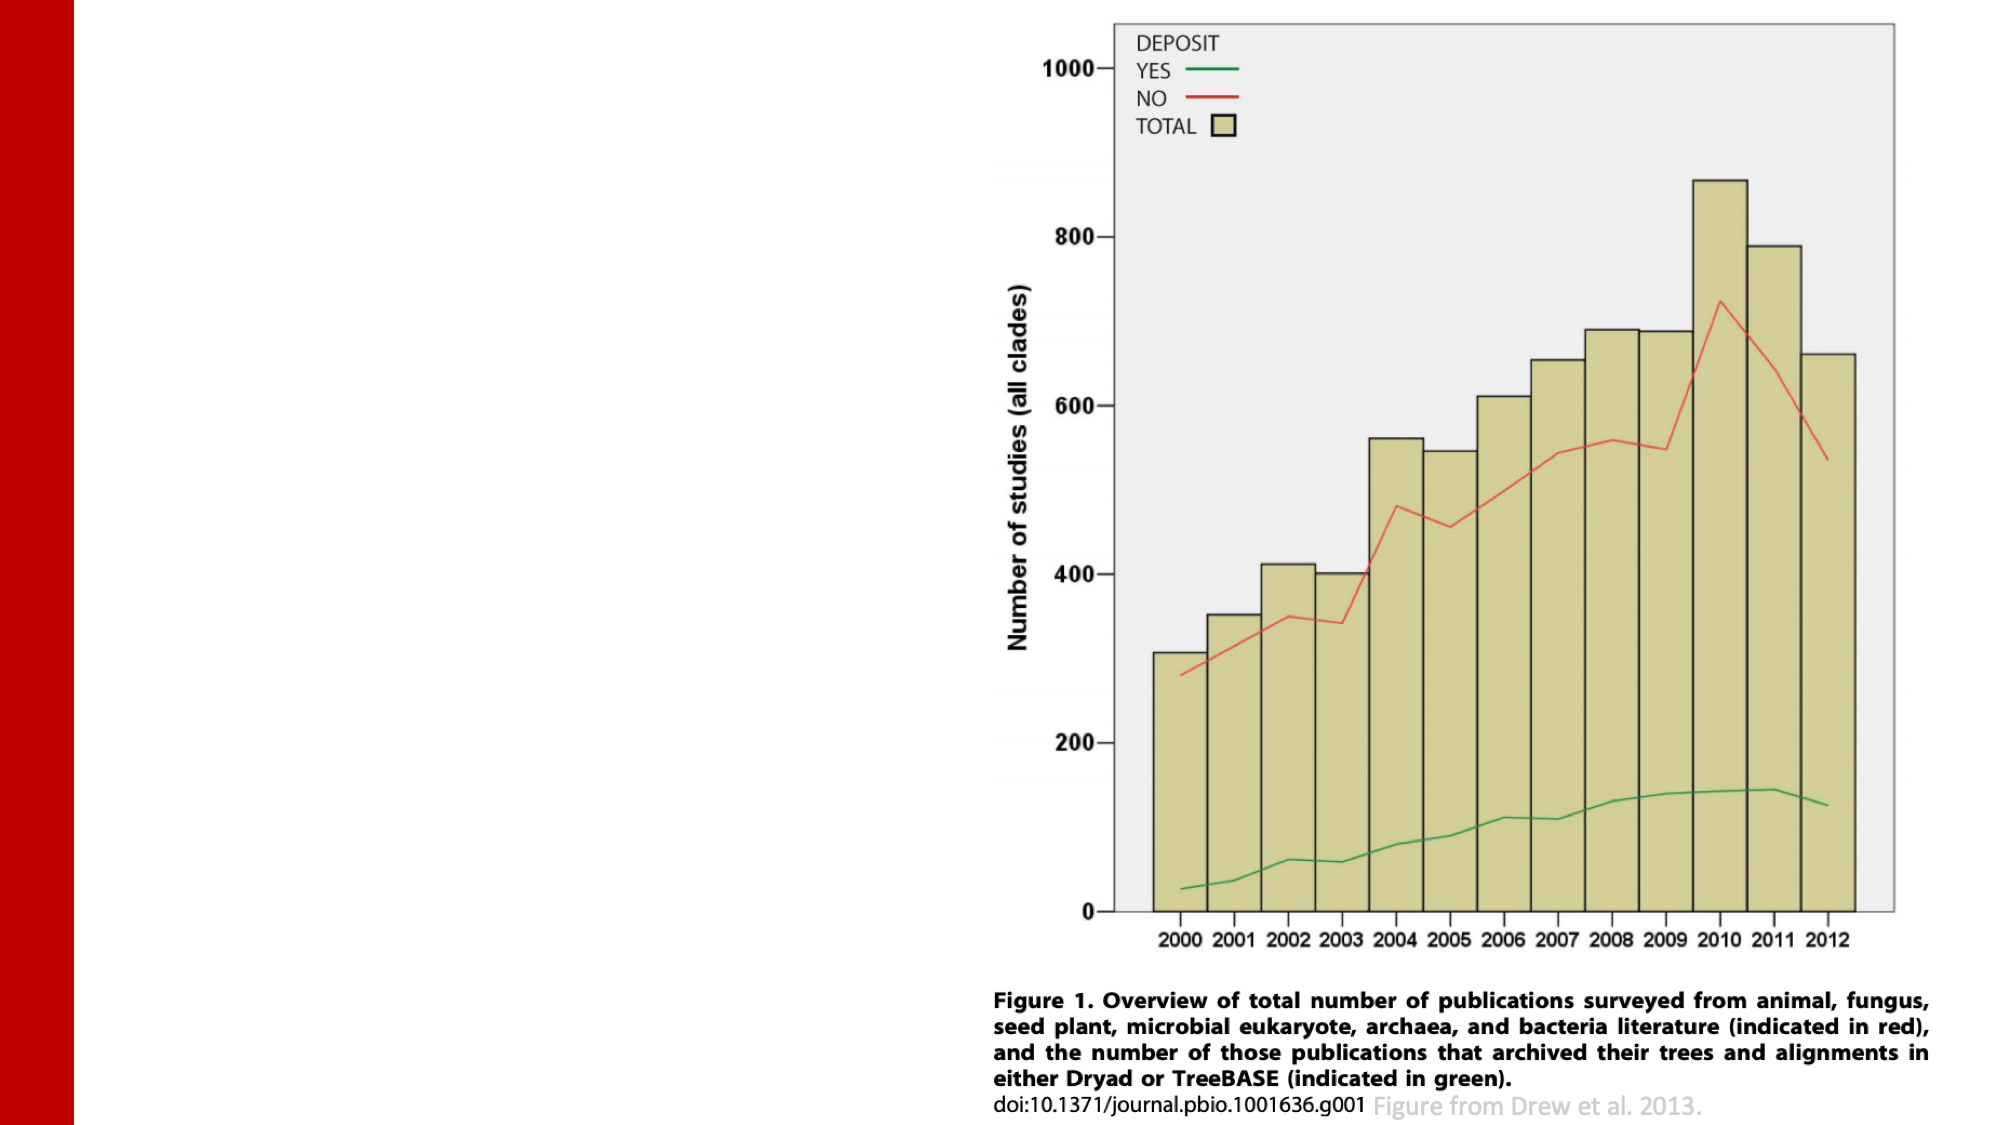 DEPOSIT
YES
NO
TOTAL
1000
800
600
400
200
0
Number of studies (all clades)
2000 2001 2002 2003 2004 2005 2006 2007 2008 2009 2010 2011 2012
Figure 1. Overview of total number of publications surveyed from animal, fungus,
seed plant, microbial eukaryote, archaea, and bacteria literature (indicated in red),
and the number of those publications that archived their trees and alignments in
either Dryad or TreeBASE (indicated in green).
doi:10.1371/journal.pbio.1001636.g001 Figure from Drew et al. 2013.